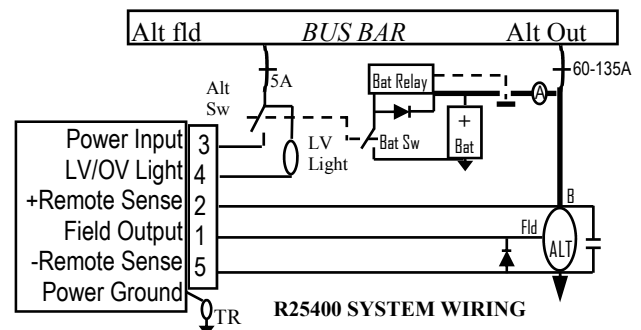 Alt fld BUS BAR Alt Out
5A
60-135A
Alt
Sw
Bat Relay
A
LV
Light
Bat Sw
+
Bat
Power Input 3
LV/OV Light 4
+Remote Sense 2
B
Field Output 1
Fld
ALT
-Remote Sense 5
Power Ground
TR
R25400 SYSTEM WIRING